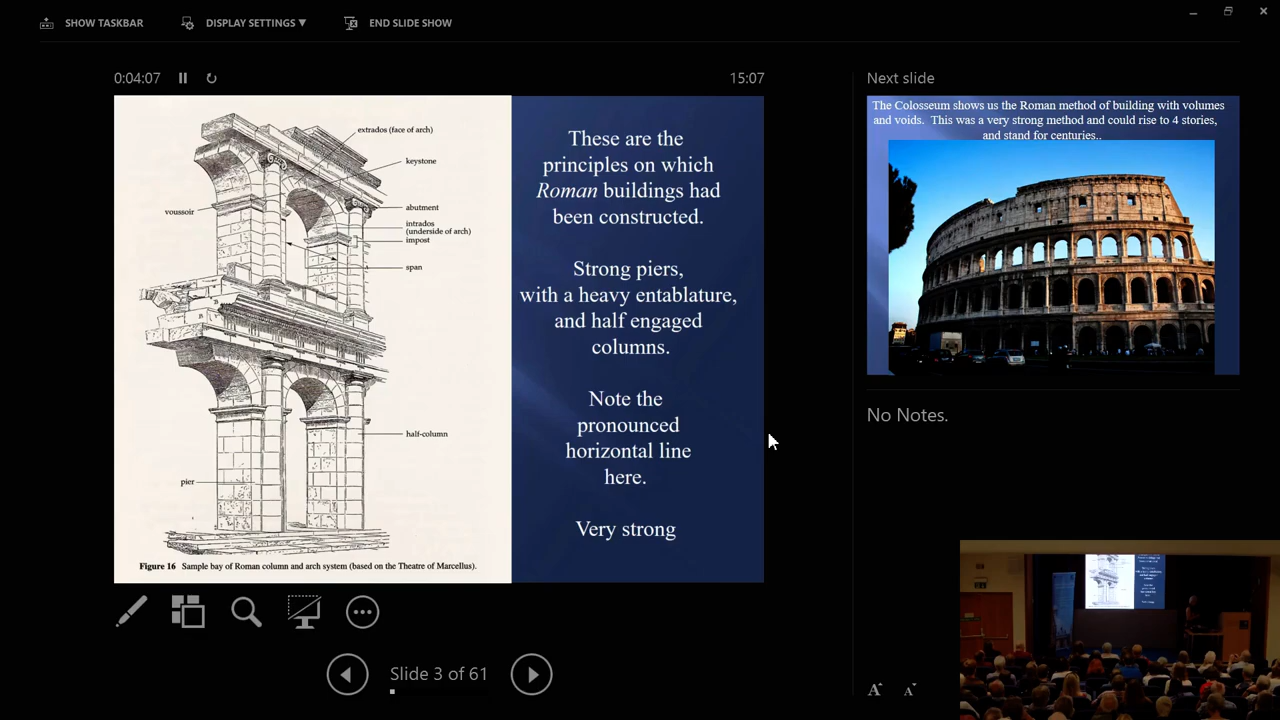 SHOW TASKBAR
DISPLAY SETTINGS ▼
END SLIDE SHOW
0:04:07
15:07
Next slide
extrados (face of arch)
keystone
voussoir
abutment
intrados
(underside of arch)
impost
span
half-column
pier
Figure 16 Sample bay of Roman column and arch system (based on the Theatre of Marcellus).
These are the
principles on which
Roman buildings had
been constructed.
Strong piers,
with a heavy entablature,
and half engaged
columns.
Note the
pronounced
horizontal line
here.
Very strong
The Colosseum shows us the Roman method of building with volumes
and voids. This was a very strong method and could rise to 4 stories,
and stand for centuries..
No Notes.
Slide 3 of 61
A A